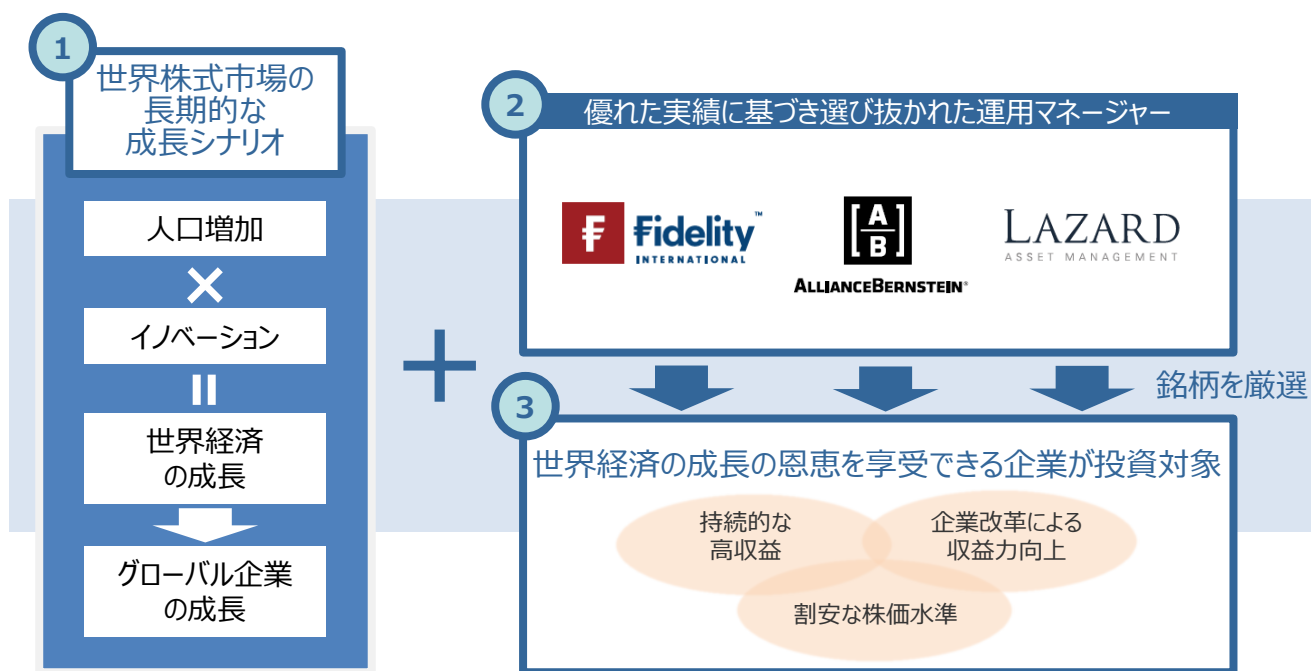 1
世界株式市場の
長期的な
成長シナリオ
人口増加
×
イノベーション
=
世界経済
の成長
グローバル企業
の成長
+
2
優れた実績に基づき選び抜かれた運用マネージャー
Fidelity™
INTERNATIONAL
[A/B]
ALLIANCEBERNSTEIN®
LAZARD
ASSET MANAGEMENT
銘柄を厳選
3
世界経済の成長の恩恵を享受できる企業が投資対象
持続的な
高収益
企業改革による
収益力向上
割安な株価水準